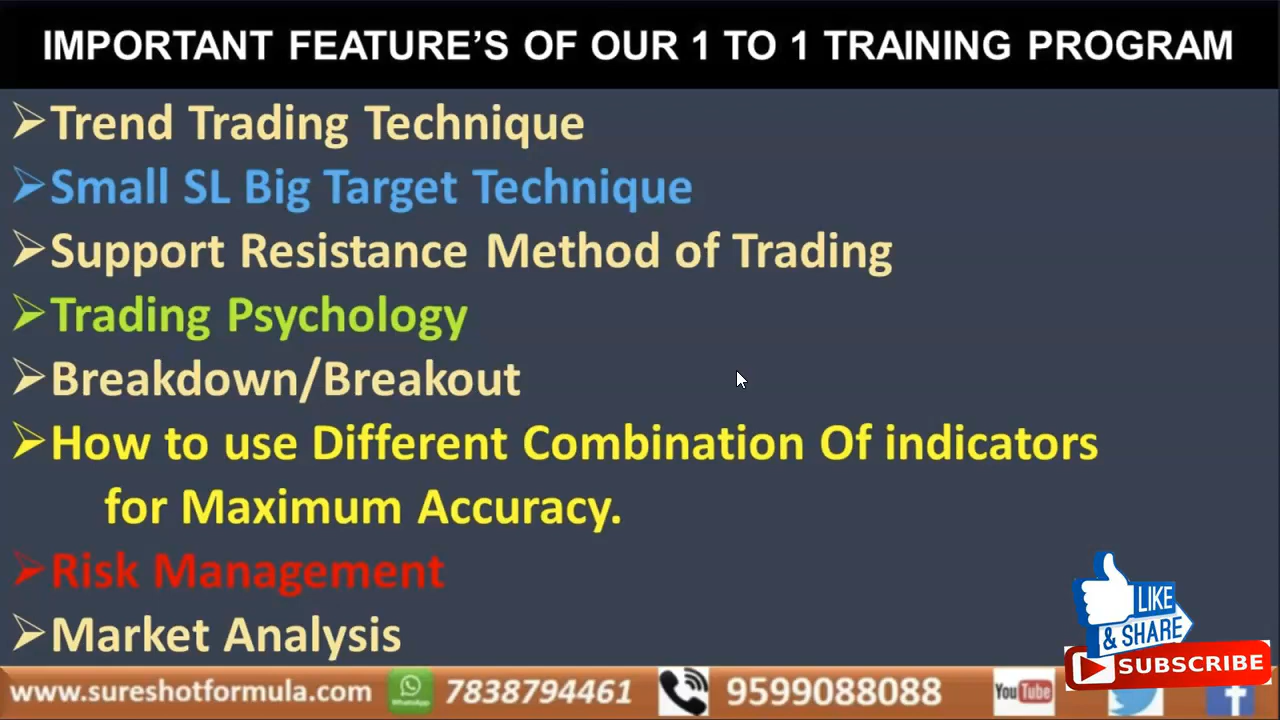 IMPORTANT FEATURE'S OF OUR 1 TO 1 TRAINING PROGRAM
Trend Trading Technique
Small SL Big Target Technique
Support Resistance Method of Trading
Trading Psychology
Breakdown/Breakout
How to use Different Combination Of indicators
for Maximum Accuracy.
Risk Management
Market Analysis
LIKE
& SHARE
SUBSCRIBE
www.sureshotformula.com WhatsApp 7838794461 9599088088 YouTube